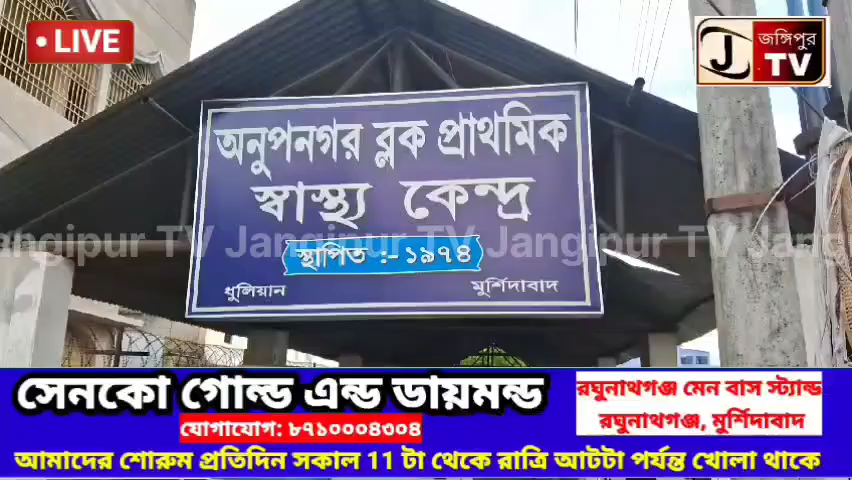 LIVE
জঙ্গিপুর
J TV
অনুপনগর ব্লক প্রাথমিক
স্বাস্থ্য কেন্দ্র
Jangipur TV Jangipur TV Jangipur TV Jangipur
স্থাপিত :- ১৯৭৪
ধুলিয়ান মুর্শিদাবাদ
সেনকো গোল্ড এন্ড ডায়মন্ড
যোগাযোগ: ৮৭১০০০৪৩০৪
রঘুনাথগঞ্জ মেন বাস স্ট্যান্ড
রঘুনাথগঞ্জ, মুর্শিদাবাদ
আমাদের শোরুম প্রতিদিন সকাল 11 টা থেকে রাত্রি আটটা পর্যন্ত খোলা থাকে